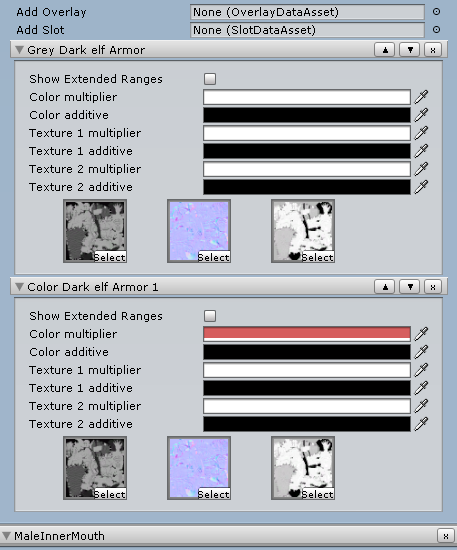 Add Overlay None (OverlayDataAsset)
Add Slot None (SlotDataAsset)
Grey Dark elf Armor ▲ ▼ x
Show Extended Ranges
Color multiplier
Color additive
Texture 1 multiplier
Texture 1 additive
Texture 2 multiplier
Texture 2 additive
Select Select Select
Color Dark elf Armor 1 ▲ ▼ x
Show Extended Ranges
Color multiplier
Color additive
Texture 1 multiplier
Texture 1 additive
Texture 2 multiplier
Texture 2 additive
Select Select Select
MaleInnerMouth x